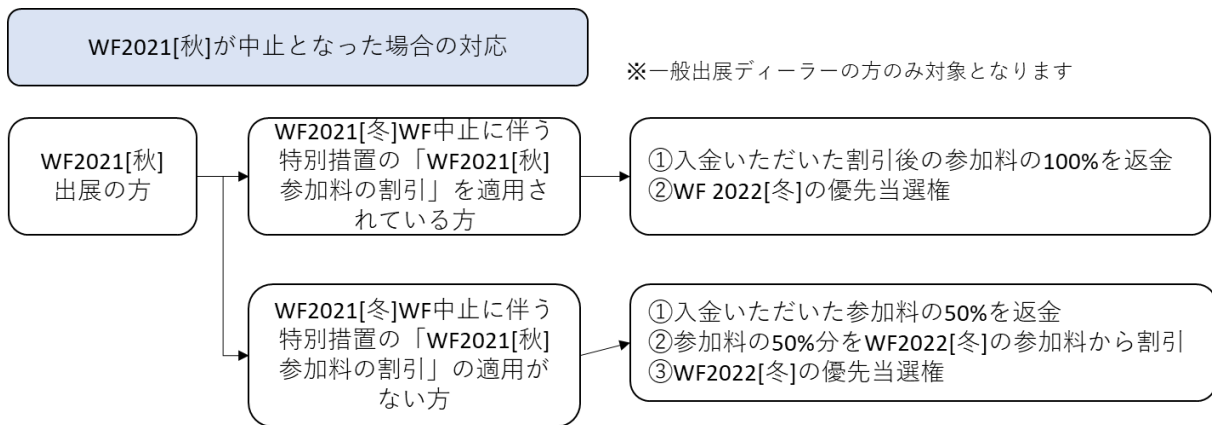 WF2021[秋]が中止となった場合の対応
※一般出展ディーラーの方のみ対象となります
WF2021[秋]
出展の方
WF2021[冬]WF中止に伴う
特別措置の「WF2021[秋]
参加料の割引」を適用さ
れている方
①入金いただいた割引後の参加料の100%を返金
②WF 2022[冬]の優先当選権
WF2021[冬]WF中止に伴う
特別措置の「WF2021[秋]
参加料の割引」の適用が
ない方
①入金いただいた参加料の50%を返金
②参加料の50%分をWF2022[冬]の参加料から割引
③WF2022[冬]の優先当選権